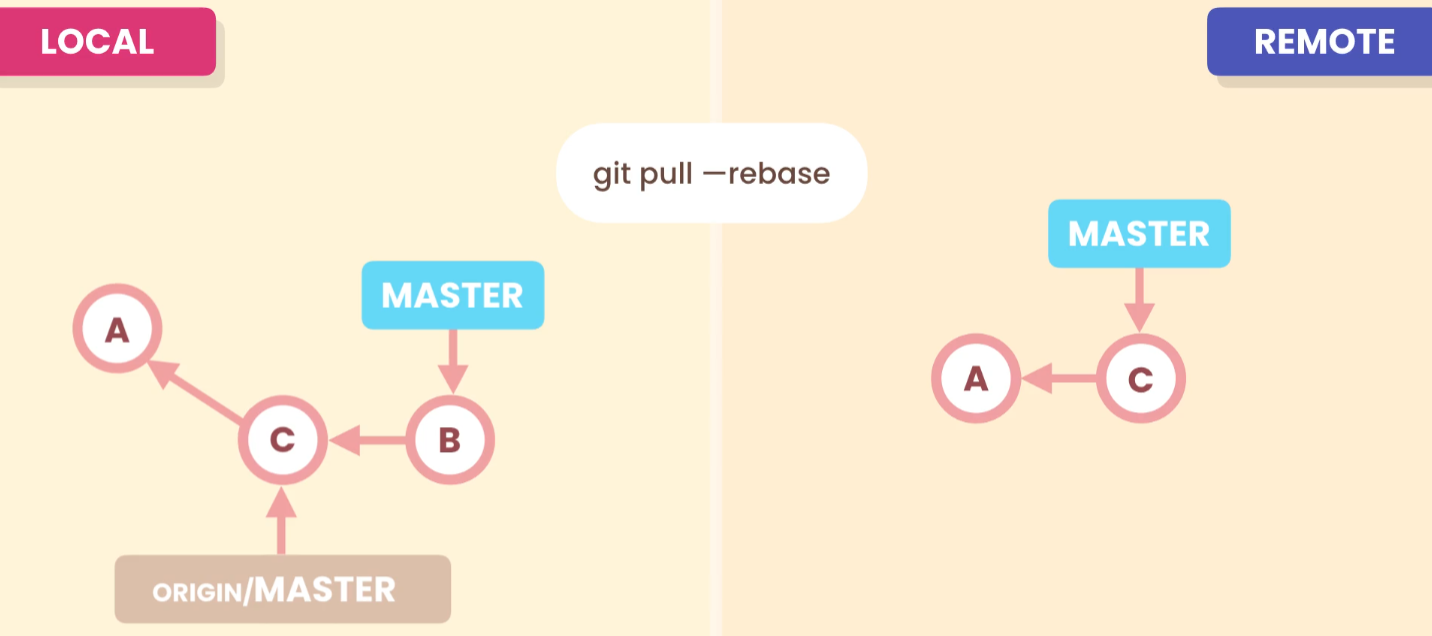 LOCAL
REMOTE
git pull —rebase
MASTER
MASTER
A
A
C
C
B
ORIGIN/MASTER